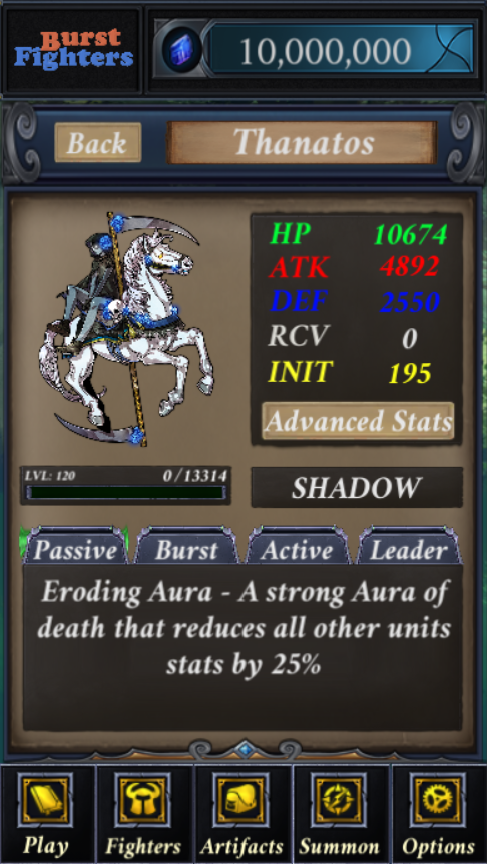 Burst
Fighters
10,000,000
Back
Thanatos
HP 10674
ATK 4892
DEF 2550
RCV 0
INIT 195
Advanced Stats
LVL: 120 0/13314
SHADOW
Passive Burst Active Leader
Eroding Aura - A strong Aura of
death that reduces all other units
stats by 25%
Play Fighters Artifacts Summon Options